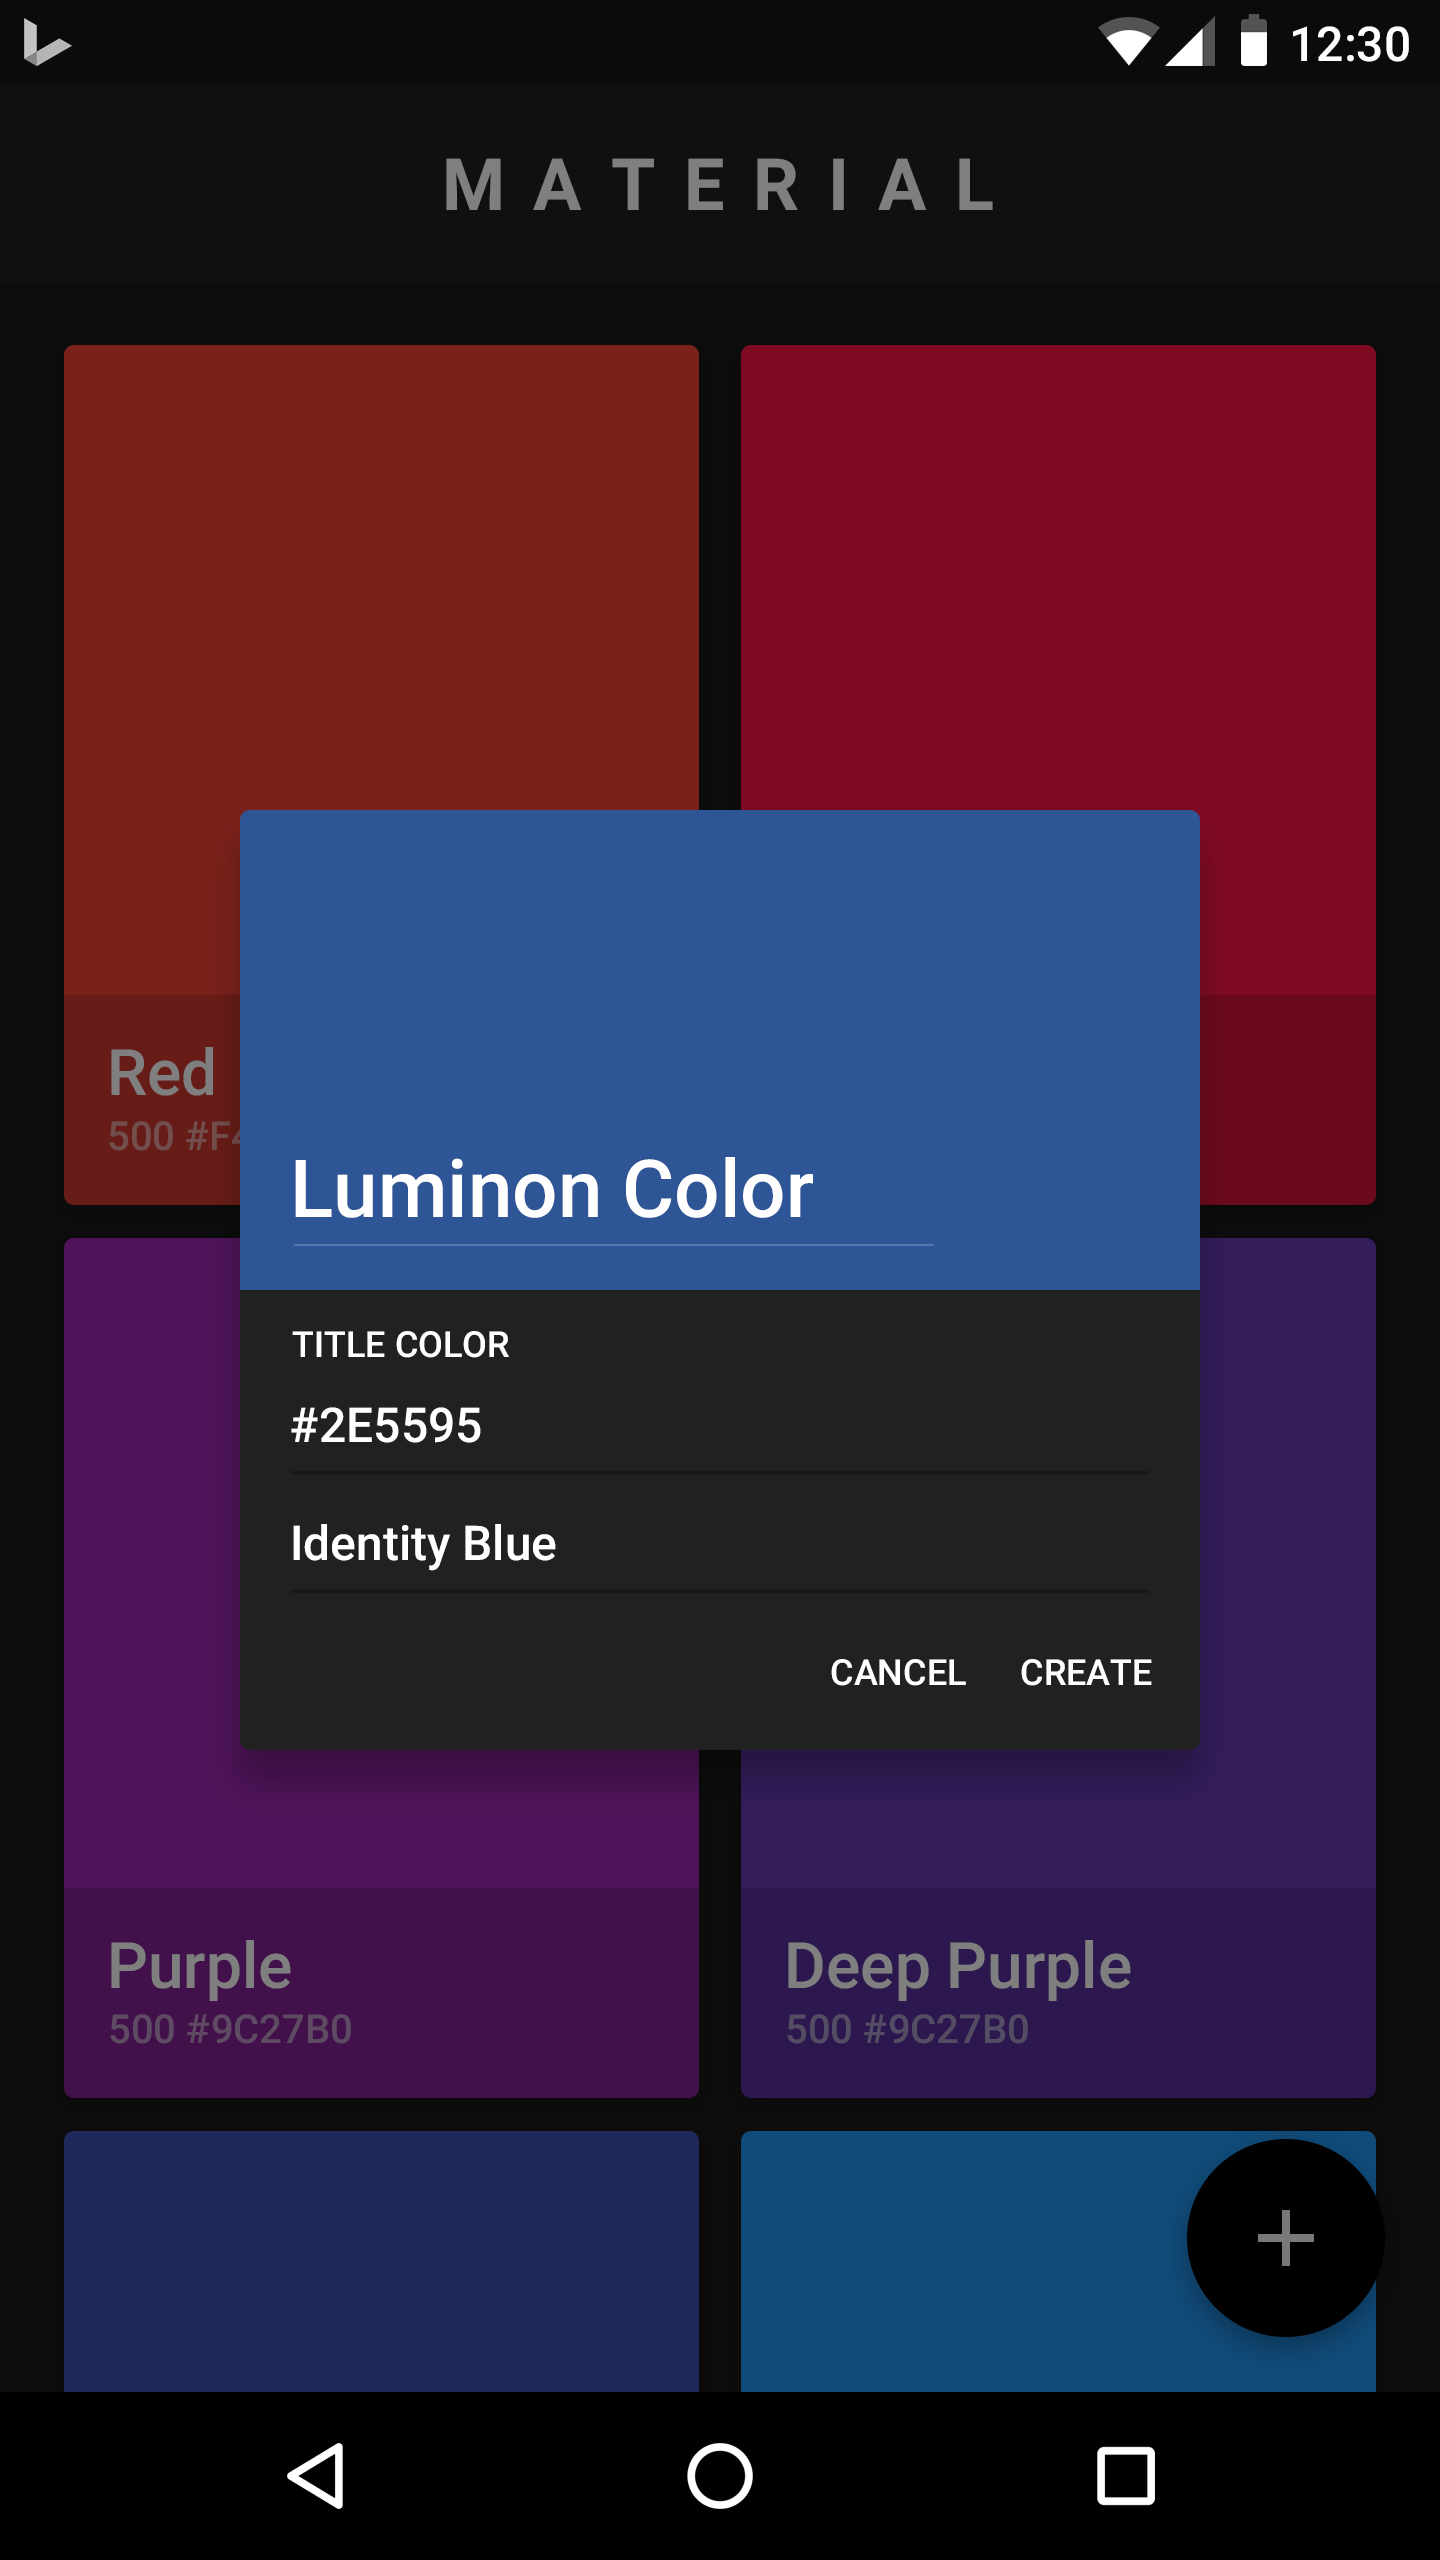 12:30
MATERIAL
Red
500 #F4
Luminon Color
TITLE COLOR
#2E5595
Identity Blue
CANCEL CREATE
Purple
500 #9C27B0
Deep Purple
500 #9C27B0